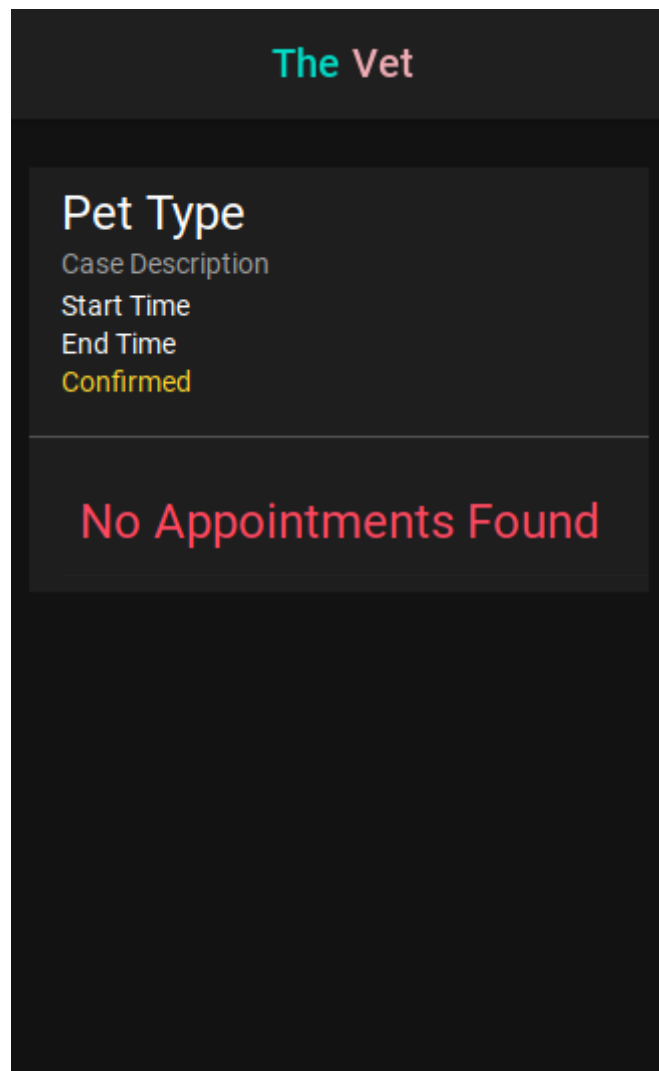 The Vet
Pet Type
Case Description
Start Time
End Time
Confirmed
No Appointments Found